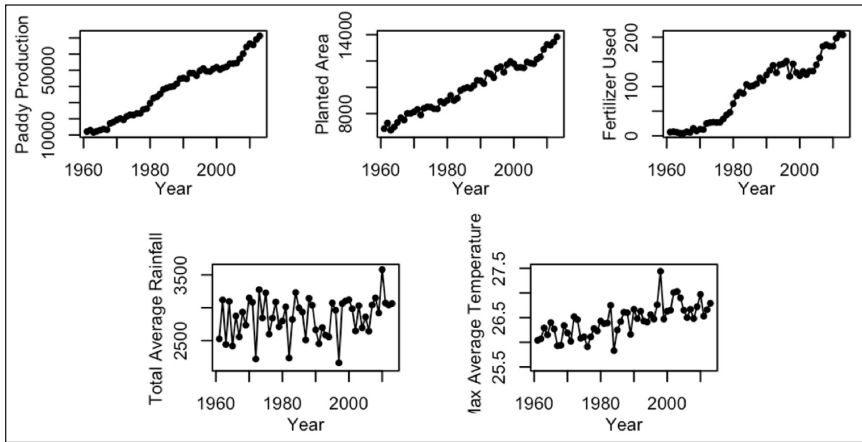 Paddy Production
10000
50000
1960
1980
2000
Year
Planted Area
8000
14000
1960
1980
2000
Year
Fertilizer Used
0
100
200
1960
1980
2000
Year
Total Average Rainfall
2500
3500
1960
1980
2000
Year
Max Average Temperature
25.5
26.5
27.5
1960
1980
2000
Year